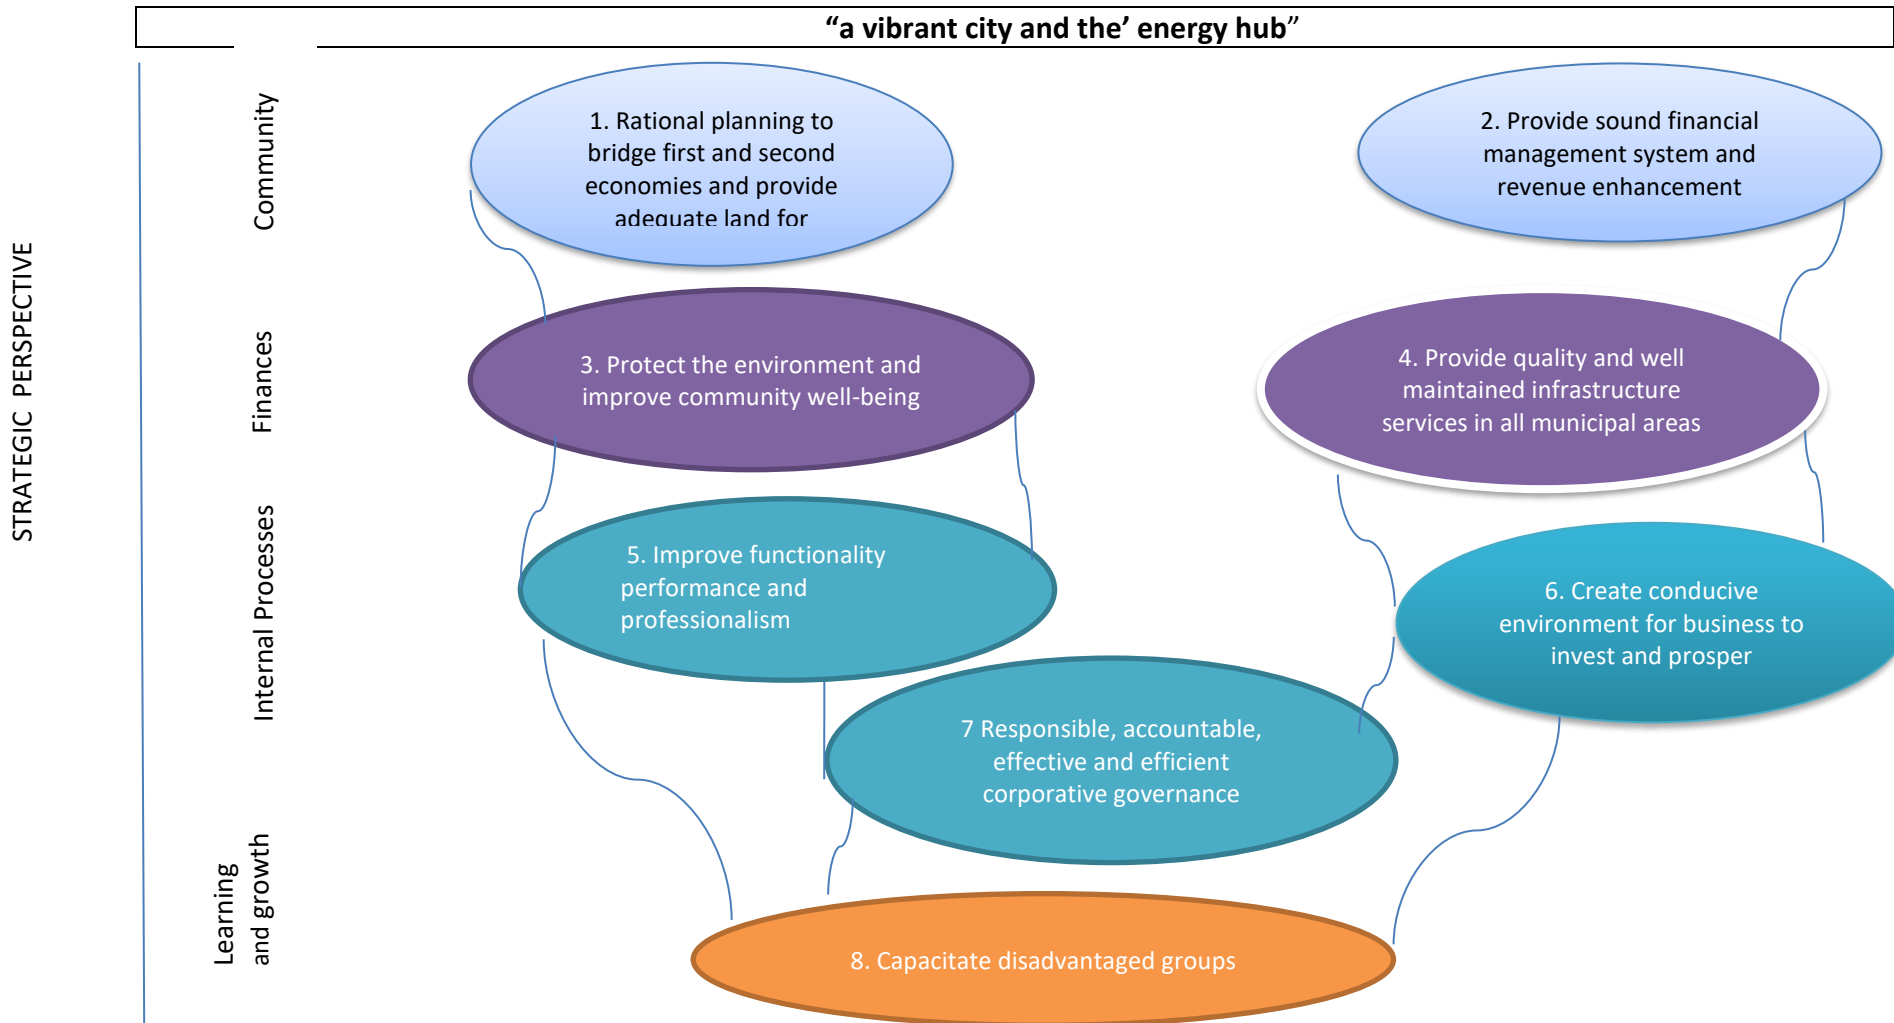 “a vibrant city and the’ energy hub”
STRATEGIC PERSPECTIVE
Community
1. Rational planning to
bridge first and second
economies and provide
adequate land for
2. Provide sound financial
management system and
revenue enhancement
Finances
3. Protect the environment and
improve community well-being
4. Provide quality and well
maintained infrastructure
services in all municipal areas
Internal Processes
5. Improve functionality
performance and
professionalism
6. Create conducive
environment for business to
invest and prosper
7 Responsible, accountable,
effective and efficient
corporative governance
Learning
and growth
8. Capacitate disadvantaged groups